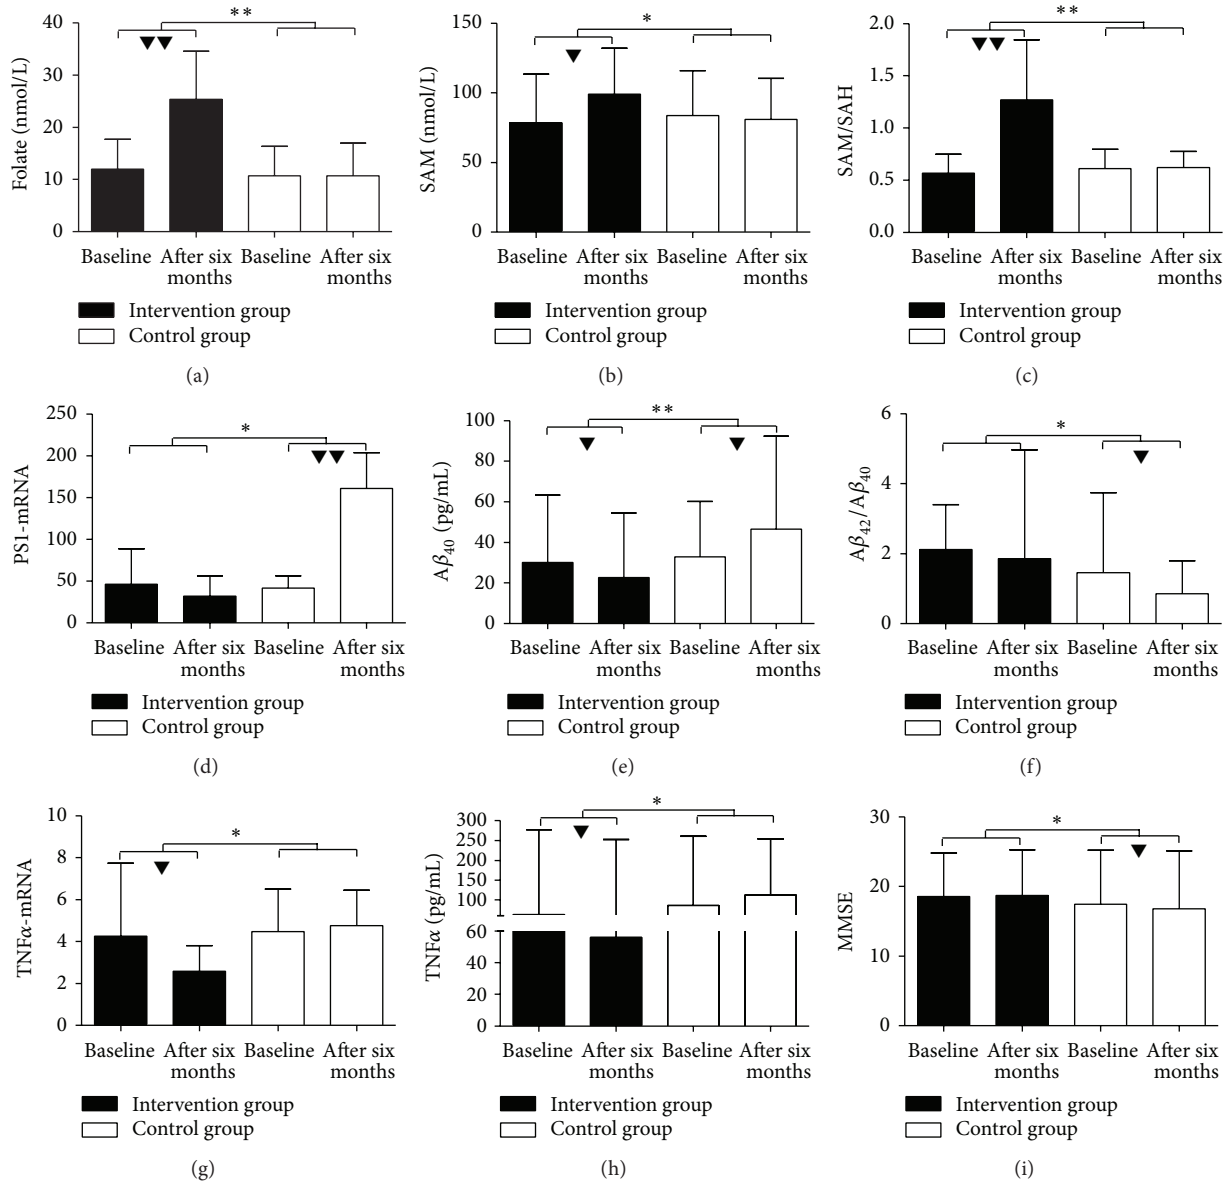 Folate (nmol/L)
40
30
20
10
0
**
▼▼
Baseline After six Baseline After six
months months
Intervention group
Control group
(a)
SAM (nmol/L)
150
100
50
0
*
▼
Baseline After six Baseline After six
months months
Intervention group
Control group
(b)
SAM/SAH
2.0
1.5
1.0
0.5
0.0
**
▼▼
Baseline After six Baseline After six
months months
Intervention group
Control group
(c)
PS1-mRNA
250
200
150
100
50
0
*
▼▼
Baseline After six Baseline After six
months months
Intervention group
Control group
(d)
Aβ40 (pg/mL)
100
80
60
40
20
0
**
▼ ▼
Baseline After six Baseline After six
months months
Intervention group
Control group
(e)
Aβ42/Aβ40
6
4
2
0
*
▼
Baseline After six Baseline After six
months months
Intervention group
Control group
(f)
TNFα-mRNA
10
8
6
4
2
0
*
▼
Baseline After six Baseline After six
months months
Intervention group
Control group
(g)
TNFα (pg/mL)
300
250
200
150
100
60
40
20
0
*
▼
Baseline After six Baseline After six
months months
Intervention group
Control group
(h)
MMSE
30
20
10
0
*
▼
Baseline After six Baseline After six
months months
Intervention group
Control group
(i)